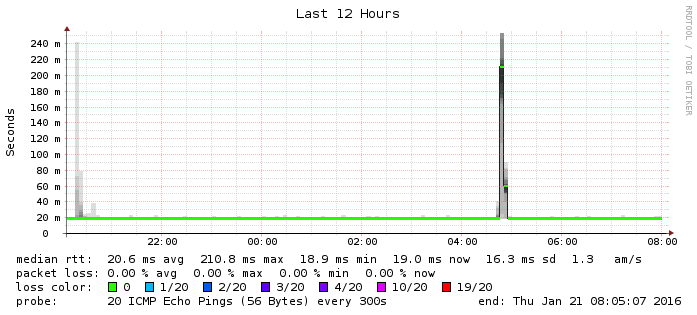 Last 12 Hours
RRDTOOL / TOBI OETIKER
Seconds
240 m
220 m
200 m
180 m
160 m
140 m
120 m
100 m
80 m
60 m
40 m
20 m
0
22:00 00:00 02:00 04:00 06:00 08:00
median rtt: 20.6 ms avg 210.8 ms max 18.9 ms min 19.0 ms now 16.3 ms sd 1.3 am/s
packet loss: 0.00 % avg 0.00 % max 0.00 % min 0.00 % now
loss color: 0 1/20 2/20 3/20 4/20 10/20 19/20
probe: 20 ICMP Echo Pings (56 Bytes) every 300s end: Thu Jan 21 08:05:07 2016